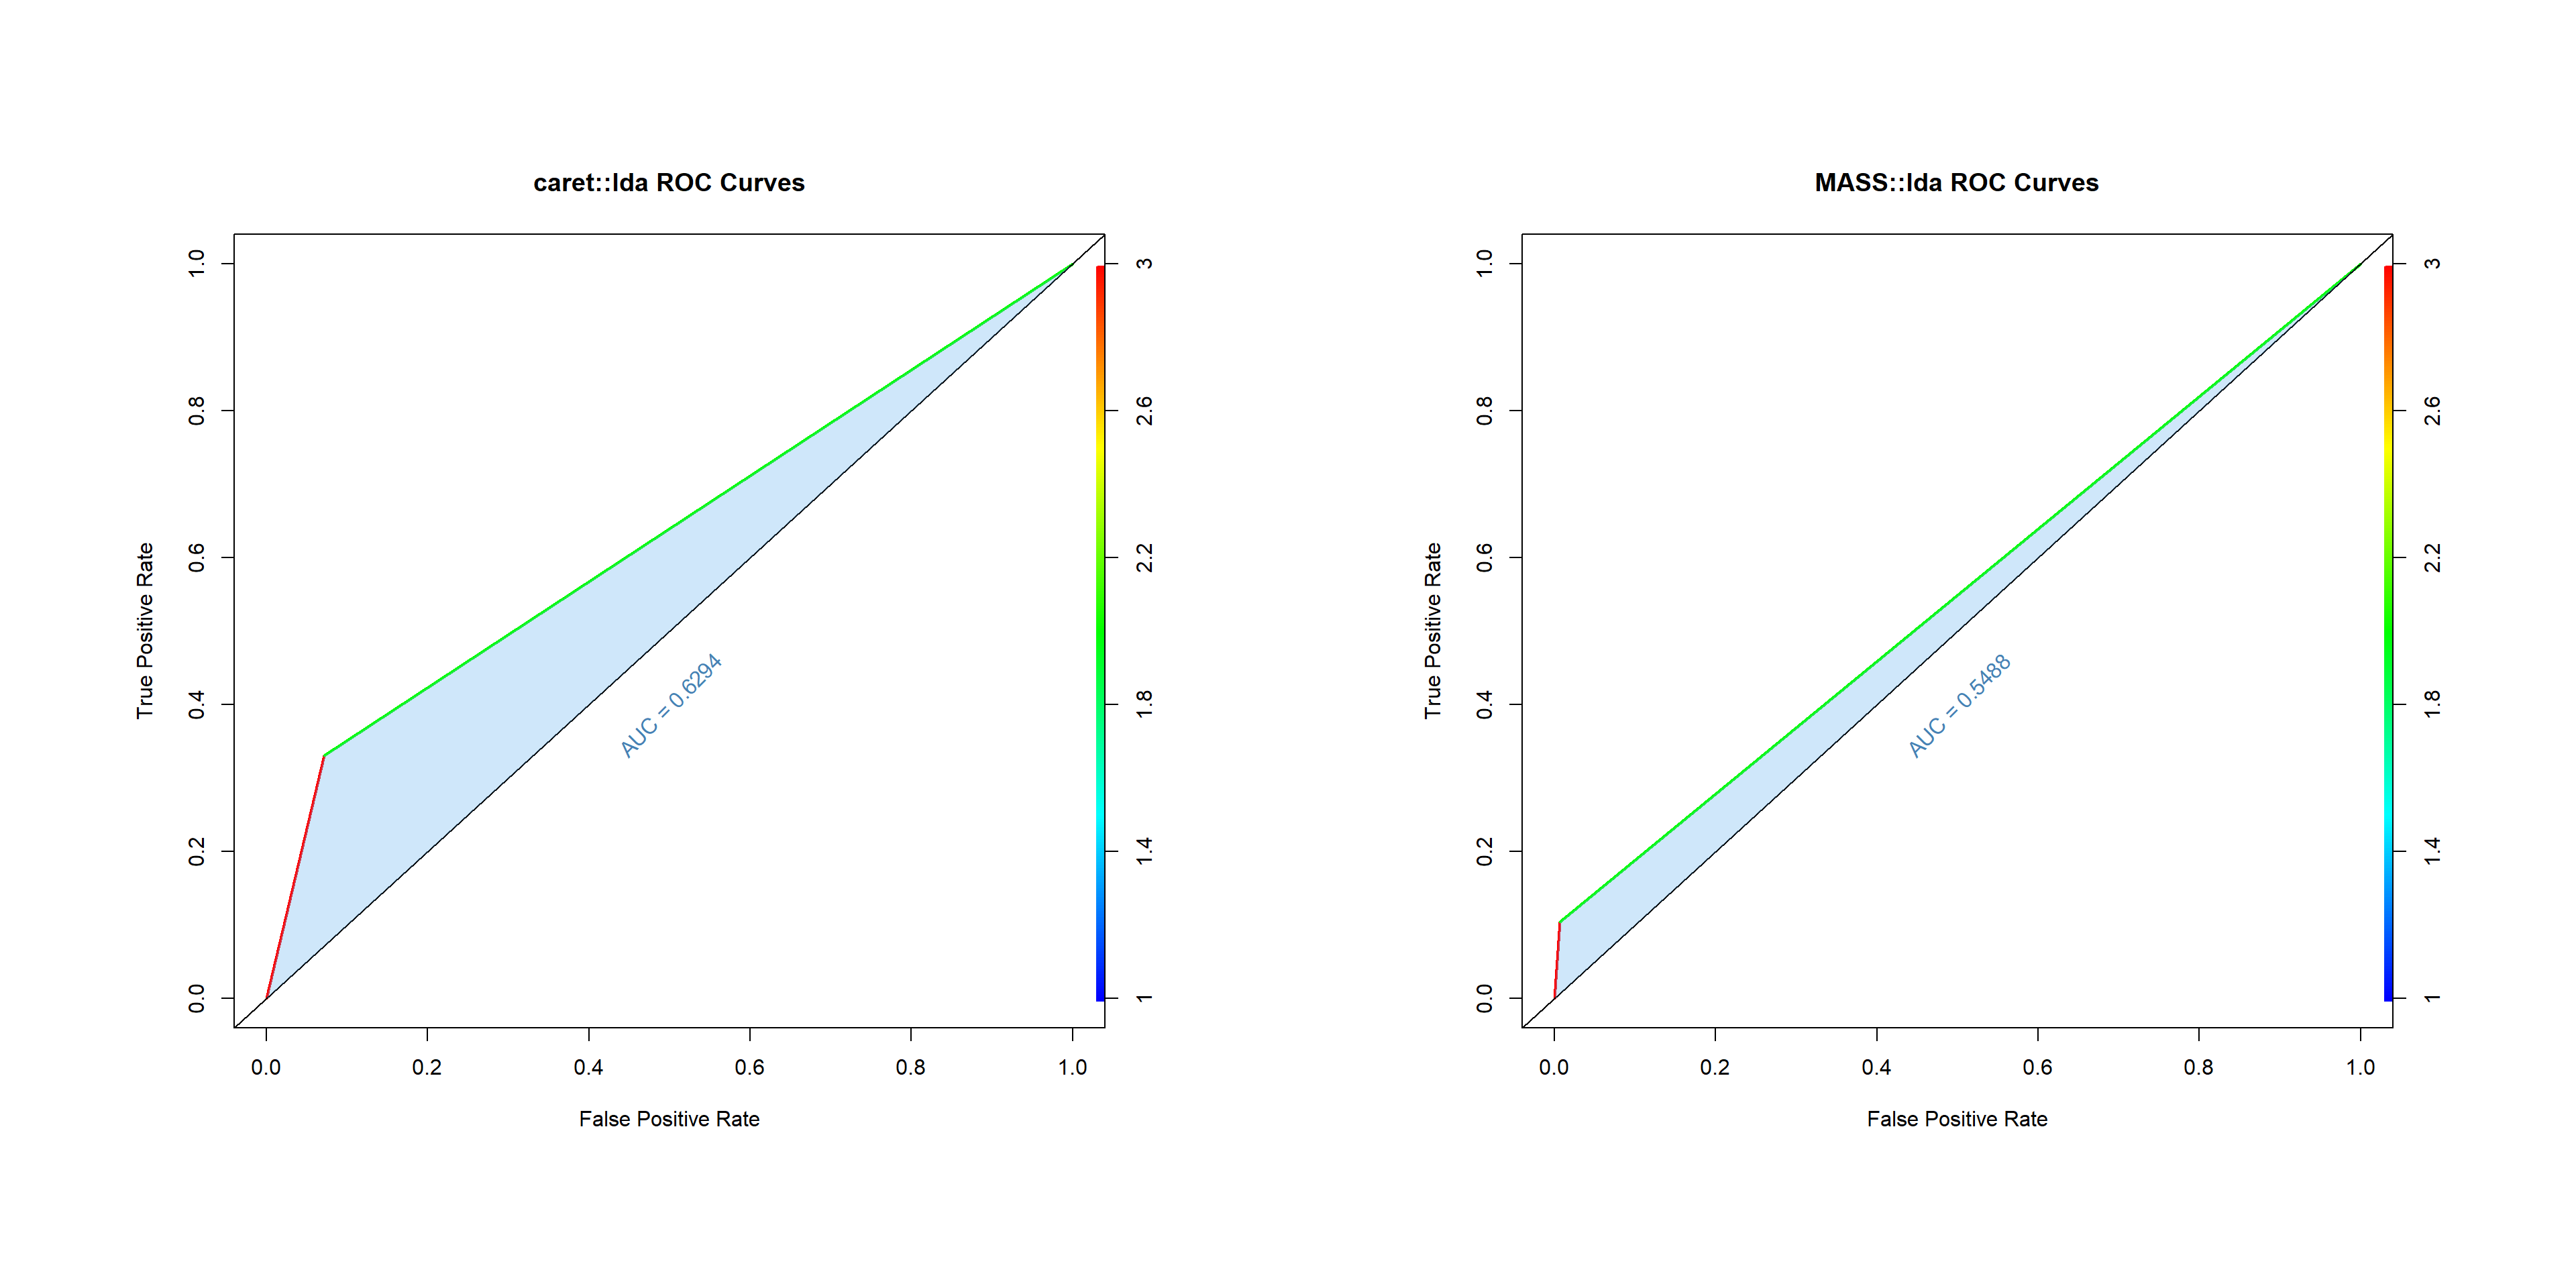 caret::lda ROC Curves
True Positive Rate
1.0
0.8
0.6
0.4
0.2
0.0
AUC = 0.6294
3
2.6
2.2
1.8
1.4
1
0.0 0.2 0.4 0.6 0.8 1.0
False Positive Rate
MASS::lda ROC Curves
True Positive Rate
1.0
0.8
0.6
0.4
0.2
0.0
AUC = 0.5488
3
2.6
2.2
1.8
1.4
1
0.0 0.2 0.4 0.6 0.8 1.0
False Positive Rate